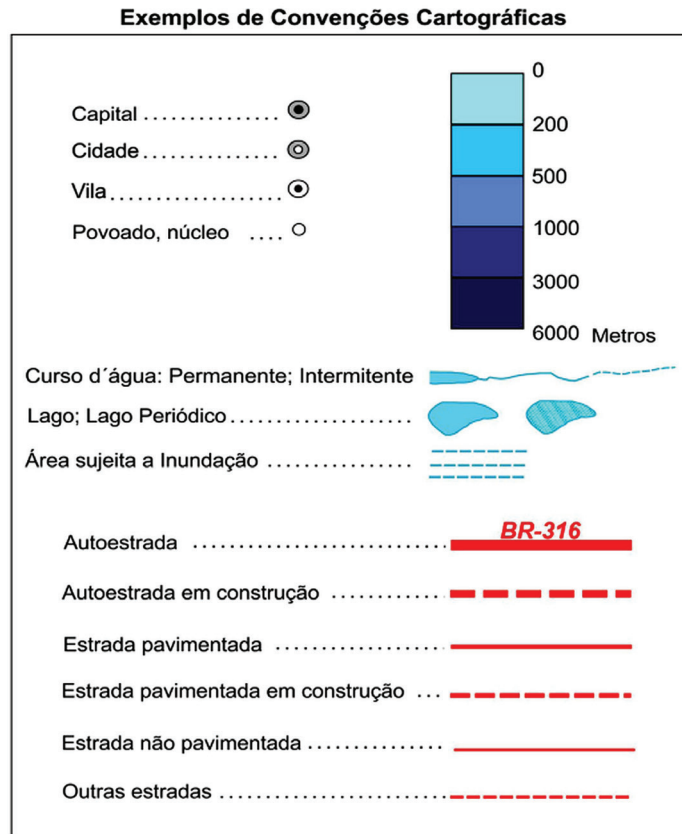 Exemplos de Convenções Cartográficas
Capital
Cidade
Vila
Povoado, núcleo
0
200
500
1000
3000
6000 Metros
Curso d´água: Permanente; Intermitente
Lago; Lago Periódico
Área sujeita a Inundação
BR-316
Autoestrada
Autoestrada em construção
Estrada pavimentada
Estrada pavimentada em construção
Estrada não pavimentada
Outras estradas